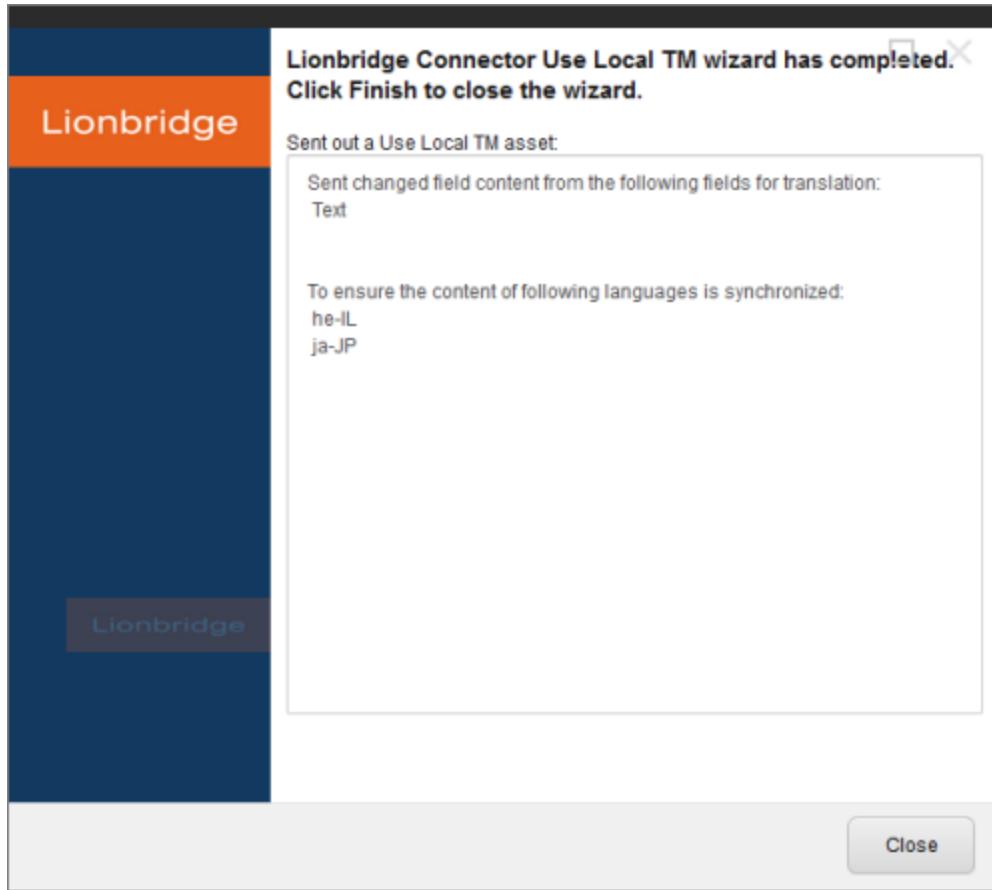 Lionbridge
Lionbridge Connector Use Local TM wizard has completed.
Click Finish to close the wizard.
Sent out a Use Local TM asset:
Sent changed field content from the following fields for translation:
Text
To ensure the content of following languages is synchronized:
he-IL
ja-JP
Lionbridge
Close